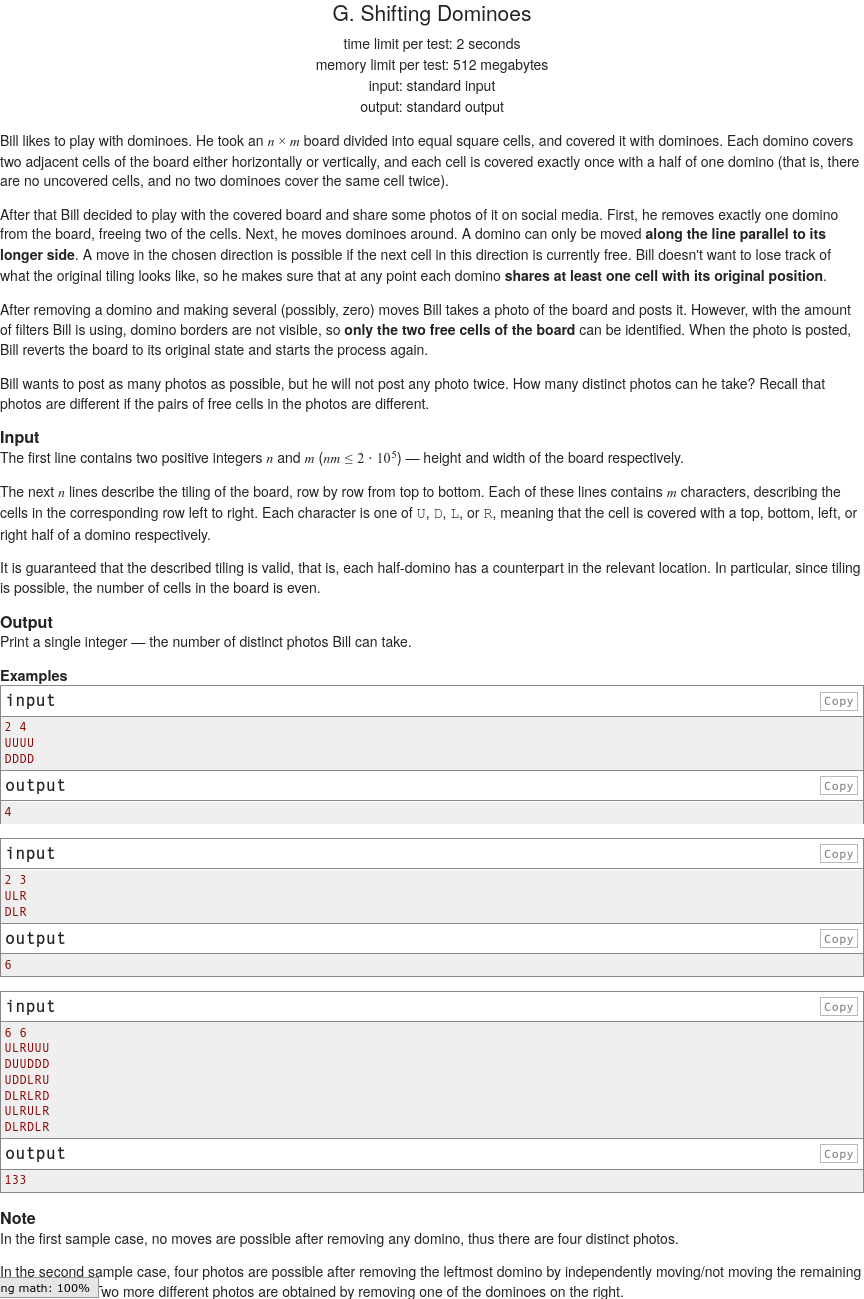 G. Shifting Dominoes
time limit per test: 2 seconds
memory limit per test: 512 megabytes
input: standard input
output: standard output
Bill likes to play with dominoes. He took an n × m board divided into equal square cells, and covered it with dominoes. Each domino covers
two adjacent cells of the board either horizontally or vertically, and each cell is covered exactly once with a half of one domino (that is, there
are no uncovered cells, and no two dominoes cover the same cell twice).
After that Bill decided to play with the covered board and share some photos of it on social media. First, he removes exactly one domino
from the board, freeing two of the cells. Next, he moves dominoes around. A domino can only be moved along the line parallel to its
longer side. A move in the chosen direction is possible if the next cell in this direction is currently free. Bill doesn't want to lose track of
what the original tiling looks like, so he makes sure that at any point each domino shares at least one cell with its original position.
After removing a domino and making several (possibly, zero) moves Bill takes a photo of the board and posts it. However, with the amount
of filters Bill is using, domino borders are not visible, so only the two free cells of the board can be identified. When the photo is posted,
Bill reverts the board to its original state and starts the process again.
Bill wants to post as many photos as possible, but he will not post any photo twice. How many distinct photos can he take? Recall that
photos are different if the pairs of free cells in the photos are different.
Input
The first line contains two positive integers n and m (nm ≤ 2 · 10⁵) — height and width of the board respectively.
The next n lines describe the tiling of the board, row by row from top to bottom. Each of these lines contains m characters, describing the
cells in the corresponding row left to right. Each character is one of U, D, L, or R, meaning that the cell is covered with a top, bottom, left, or
right half of a domino respectively.
It is guaranteed that the described tiling is valid, that is, each half-domino has a counterpart in the relevant location. In particular, since tiling
is possible, the number of cells in the board is even.
Output
Print a single integer — the number of distinct photos Bill can take.
Examples
input
Copy
2 4
UUUU
DDDD
output
Copy
4
input
Copy
2 3
ULR
DLR
output
Copy
6
input
Copy
6 6
ULRUUU
DUUDDD
UDDLRU
DLRLRD
ULRULR
DLRDLR
output
Copy
133
Note
In the first sample case, no moves are possible after removing any domino, thus there are four distinct photos.
In the second sample case, four photos are possible after removing the leftmost domino by independently moving/not moving the remaining
ng math: 100%
wo more different photos are obtained by removing one of the dominoes on the right.